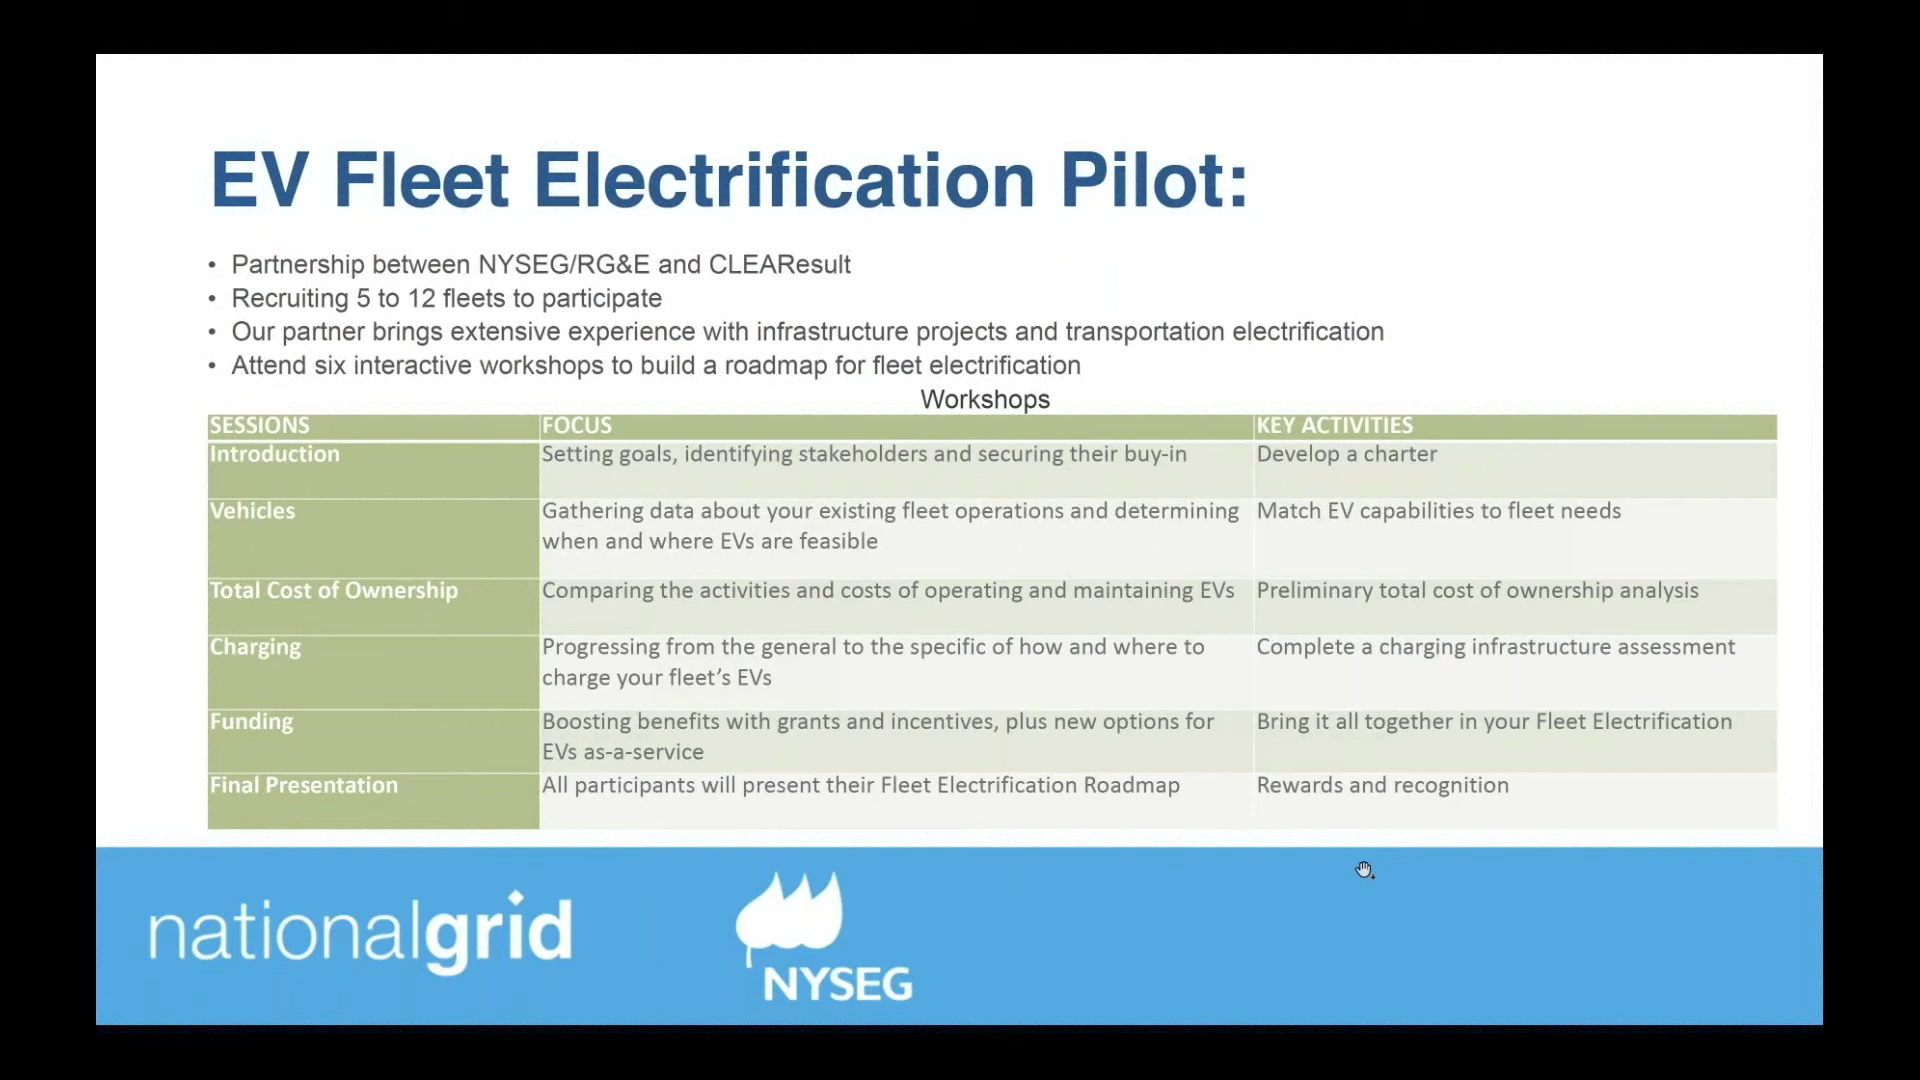 EV Fleet Electrification Pilot:
• Partnership between NYSEG/RG&E and CLEAResult
• Recruiting 5 to 12 fleets to participate
• Our partner brings extensive experience with infrastructure projects and transportation electrification
• Attend six interactive workshops to build a roadmap for fleet electrification
Workshops
SESSIONS FOCUS KEY ACTIVITIES
Introduction Setting goals, identifying stakeholders and securing their buy-in Develop a charter
Vehicles Gathering data about your existing fleet operations and determining Match EV capabilities to fleet needs
when and where EVs are feasible
Total Cost of Ownership Comparing the activities and costs of operating and maintaining EVs Preliminary total cost of ownership analysis
Charging Progressing from the general to the specific of how and where to Complete a charging infrastructure assessment
charge your fleet’s EVs
Funding Boosting benefits with grants and incentives, plus new options for Bring it all together in your Fleet Electrification
EVs as-a-service
Final Presentation All participants will present their Fleet Electrification Roadmap Rewards and recognition
nationalgrid
NYSEG